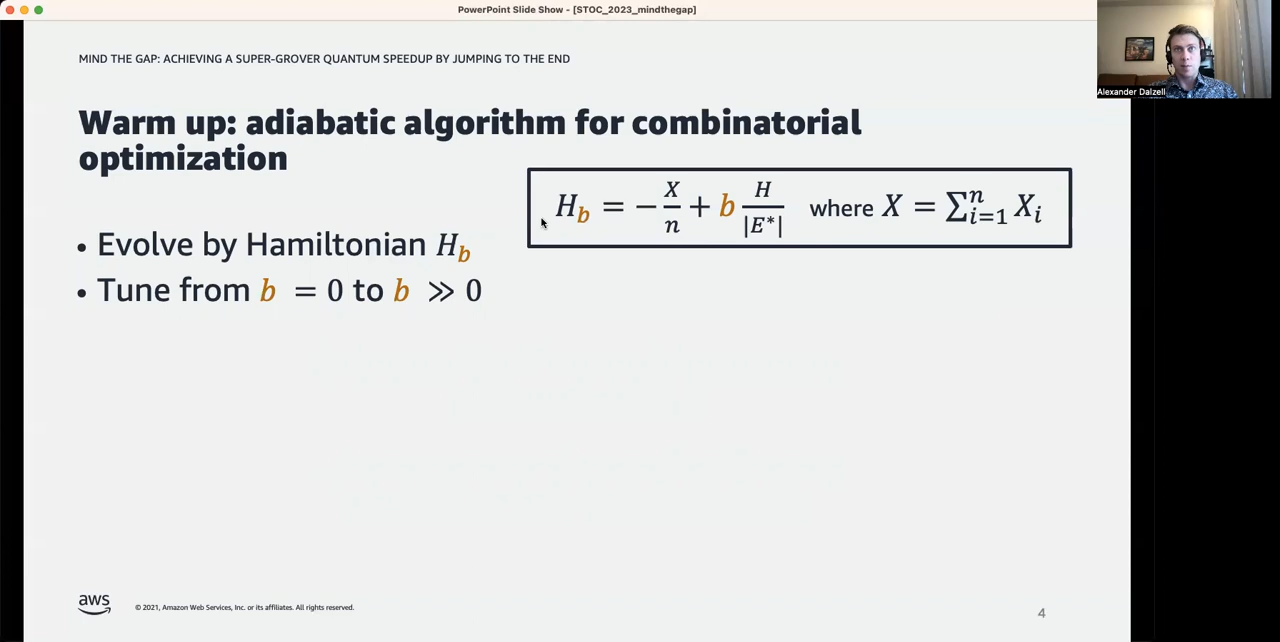 PowerPoint Slide Show - [STOC_2023_mindthegap]
Alexander Dalzell
MIND THE GAP: ACHIEVING A SUPER-GROVER QUANTUM SPEEDUP BY JUMPING TO THE END
Warm up: adiabatic algorithm for combinatorial
optimization
H_b = −X/n + b H/|E*| where X = ∑_{i=1}^{n} X_i
• Evolve by Hamiltonian H_b
• Tune from b = 0 to b ≫ 0
aws
© 2021, Amazon Web Services, Inc. or its affiliates. All rights reserved.
4